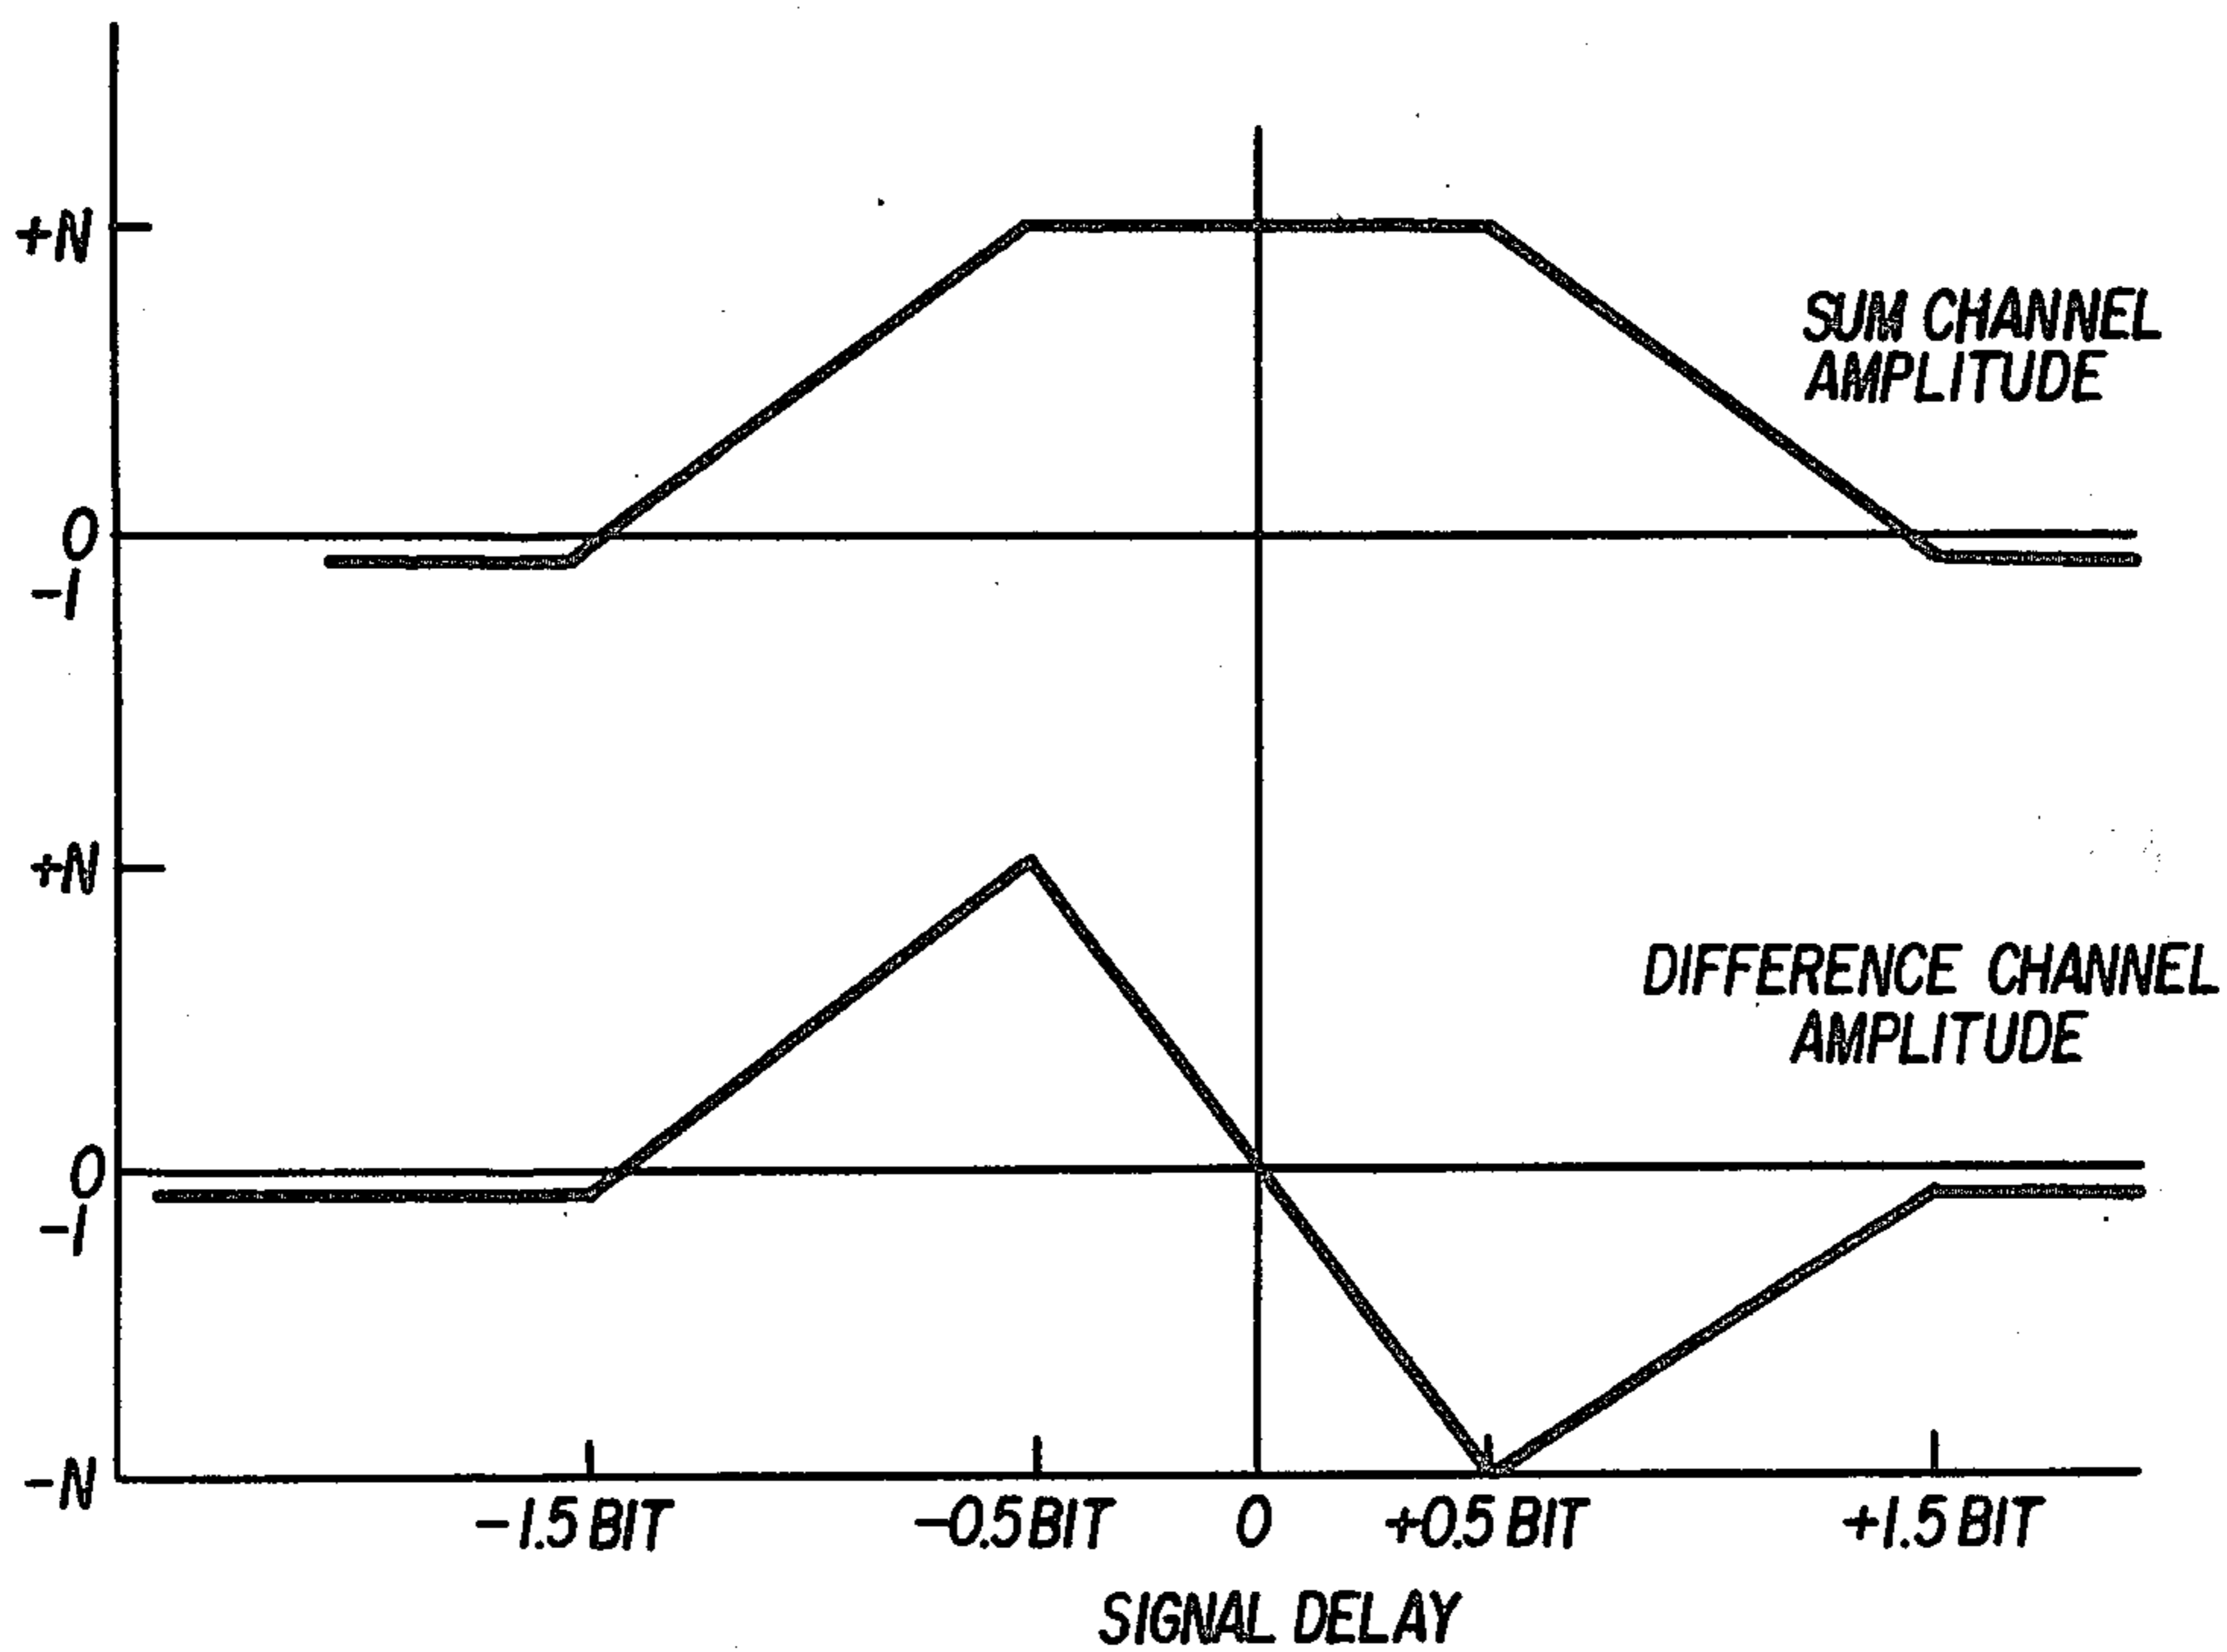 +N
SUM CHANNEL
AMPLITUDE
0
-1
+N
DIFFERENCE CHANNEL
AMPLITUDE
0
-1
-N
-1.5 BIT
-0.5 BIT
0
+0.5 BIT
+1.5 BIT
SIGNAL DELAY